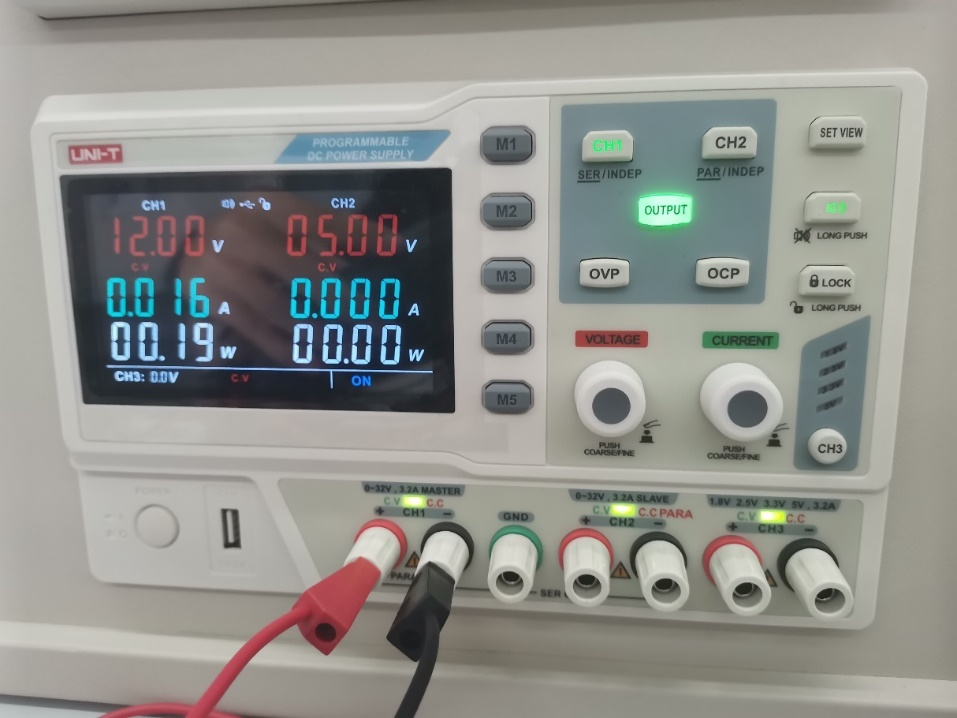 UNI-T
PROGRAMMABLE
DC POWER SUPPLY
CH1
CH2
12.00 V
05.00 V
C.V
C.V
0.016 A
0.000 A
00.19 W
00.00 W
CH3: 0.0V
C.V
ON
M1
M2
M3
M4
M5
CH1
CH2
SER/INDEP
PAR/INDEP
OUTPUT
OVP
OCP
SET VIEW
LONG PUSH
LOCK
LONG PUSH
VOLTAGE
CURRENT
PUSH
COARSE/FINE
PUSH
COARSE/FINE
CH3
POWER
0~32V , 3.2A MASTER
C.V
C.C
+ CH1 −
GND
0~32V , 3.2A SLAVE
C.V
C.C PARA
+ CH2 −
1.8V 2.5V 3.3V 5V , 3.2A
C.V
C.C
+ CH3 −
PARA
SER